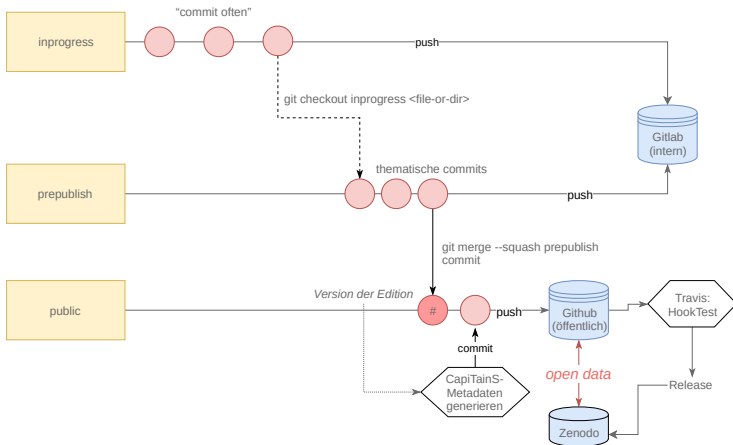 “commit often”
inprogress
push
git checkout inprogress <file-or-dir>
Gitlab
(intern)
thematische commits
prepublish
push
git merge --squash prepublish
commit
Version der Edition
public
#
push
Github
(öffentlich)
Travis:
HookTest
commit
CapiTainS-
Metadaten
generieren
open data
Release
Zenodo